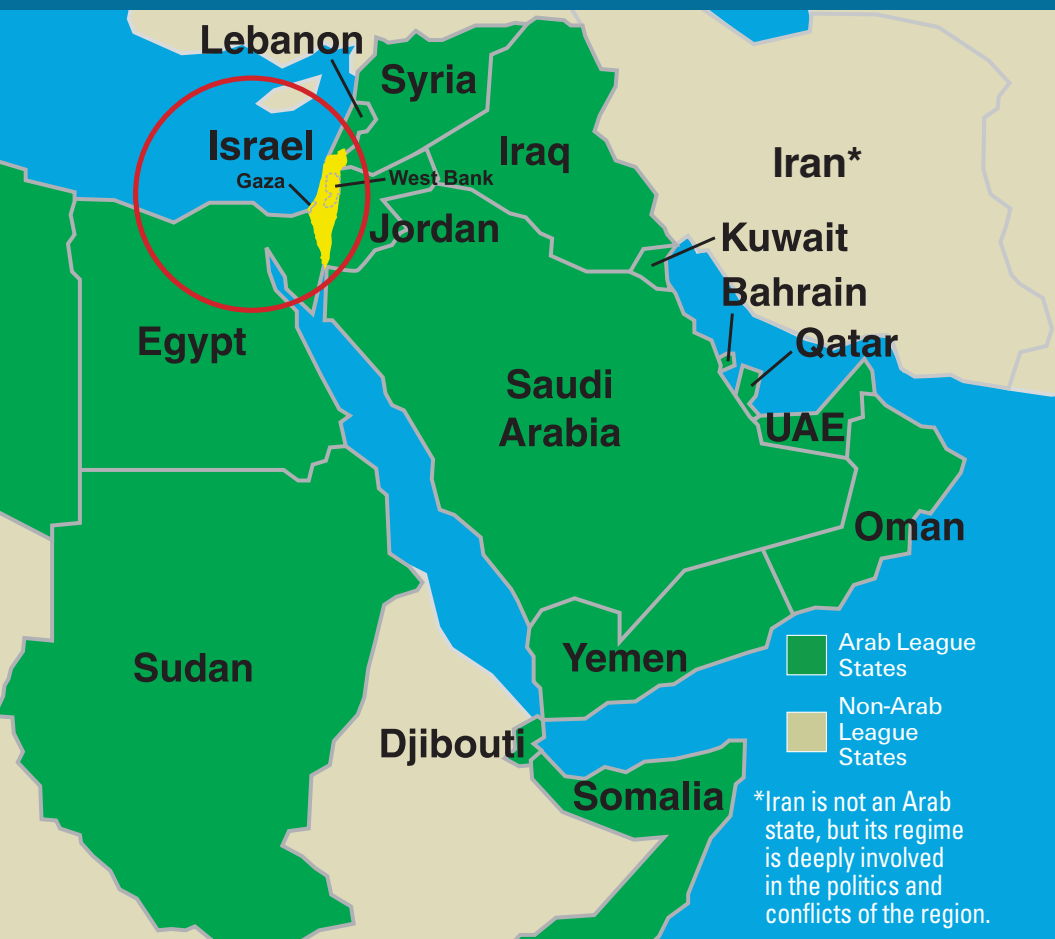 Lebanon
Syria
Israel
Iraq
Iran*
Gaza
West Bank
Jordan
Kuwait
Bahrain
Egypt
Qatar
Saudi
Arabia
UAE
Oman
Sudan
Yemen
Djibouti
Somalia
Arab League
States
Non-Arab
League
States
*Iran is not an Arab
state, but its regime
is deeply involved
in the politics and
conflicts of the region.